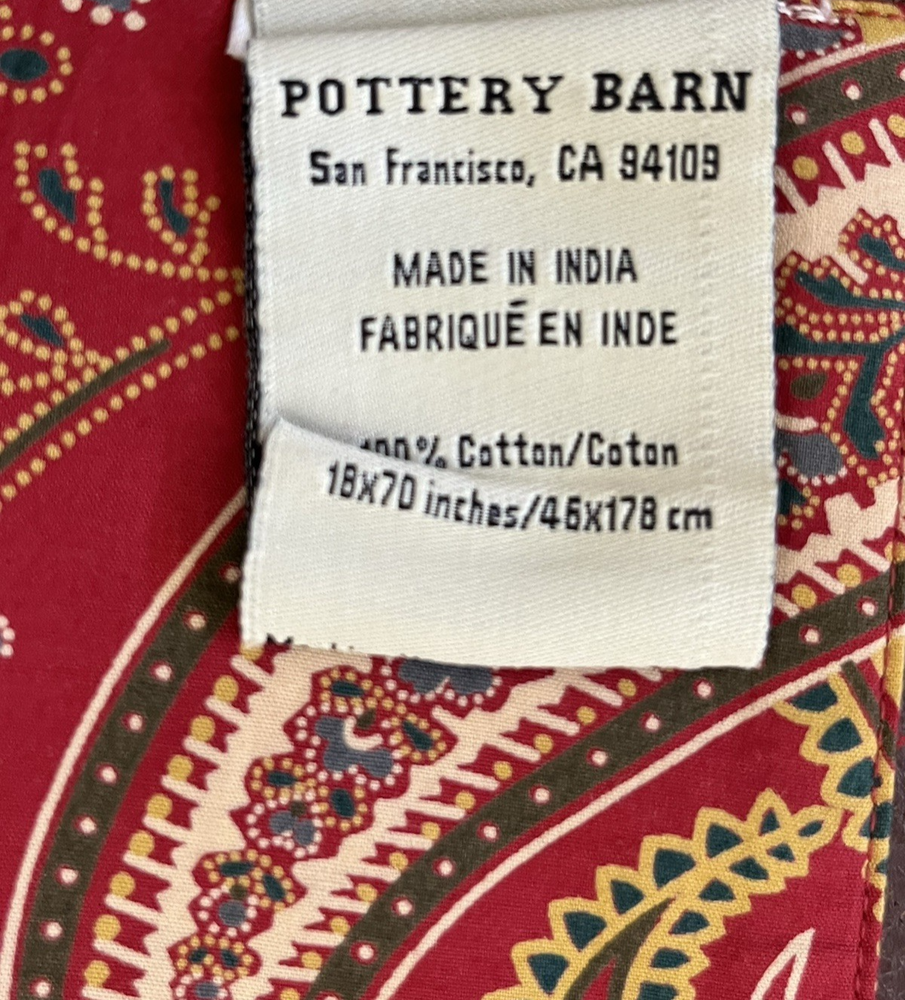 POTTERY BARN
San Francisco, CA 94109
MADE IN INDIA
FABRIQUÉ EN INDE
100% Cotton/Coton
18X70 inches/46X178 cm